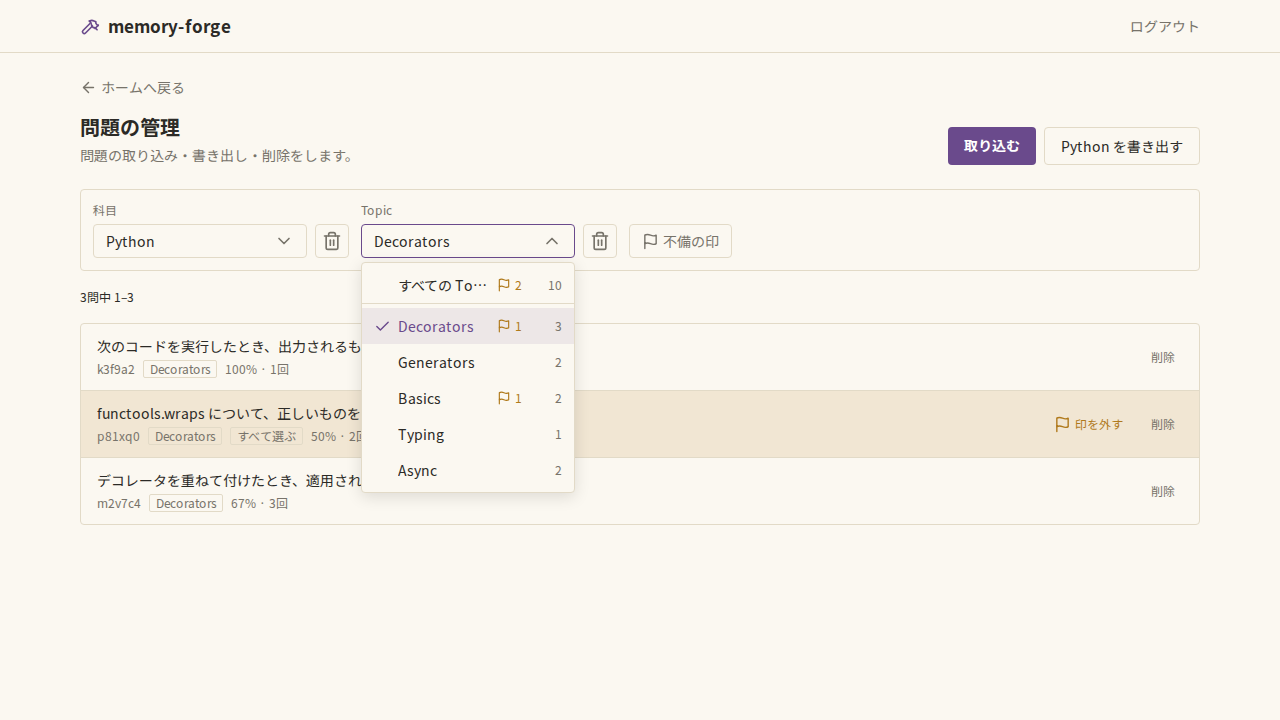 memory-forge
ログアウト
ホームへ戻る
問題の管理
問題の取り込み・書き出し・削除をします。
取り込む
Python を書き出す
科目
Topic
Python
Decorators
不備の印
すべての To… 2 10
Decorators 1 3
Generators 2
Basics 1 2
Typing 1
Async 2
3問中 1–3
次のコードを実行したとき、出力されるも
k3f9a2 Decorators 100% · 1回
削除
functools.wraps について、正しいものを
p81xq0 Decorators すべて選ぶ 50% · 2回
印を外す
削除
デコレータを重ねて付けたとき、適用され
m2v7c4 Decorators 67% · 3回
削除